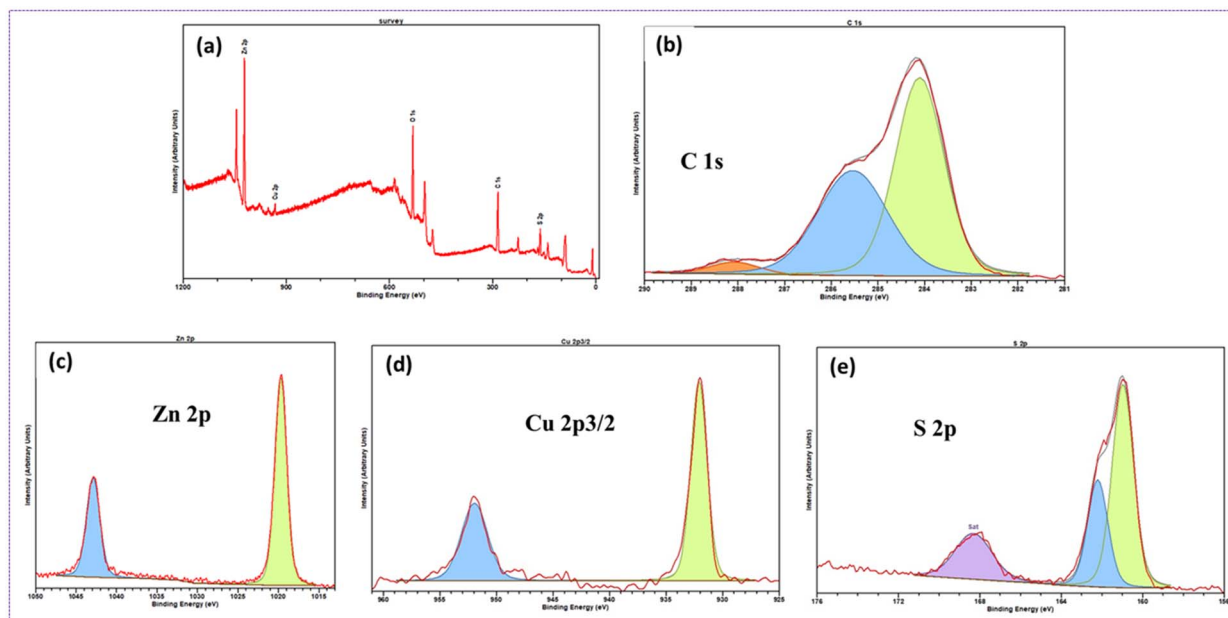 survey
(a)
Zn 2p
Cu 2p
O 1s
C 1s
S 2p
Intensity (Arbitrary Units)
1200 900 600 300 0
Binding Energy (eV)
C 1s
(b)
C 1s
Intensity (Arbitrary Units)
290 289 288 287 286 285 284 283 282 281
Binding Energy (eV)
Zn 2p
(c)
Zn 2p
Intensity (Arbitrary Units)
1050 1045 1040 1035 1030 1025 1020 1015
Binding Energy (eV)
Cu 2p3/2
(d)
Cu 2p3/2
Intensity (Arbitrary Units)
960 955 950 945 940 935 930 925
Binding Energy (eV)
S 2p
(e)
S 2p
Sat
Intensity (Arbitrary Units)
176 172 168 164 160 156
Binding Energy (eV)